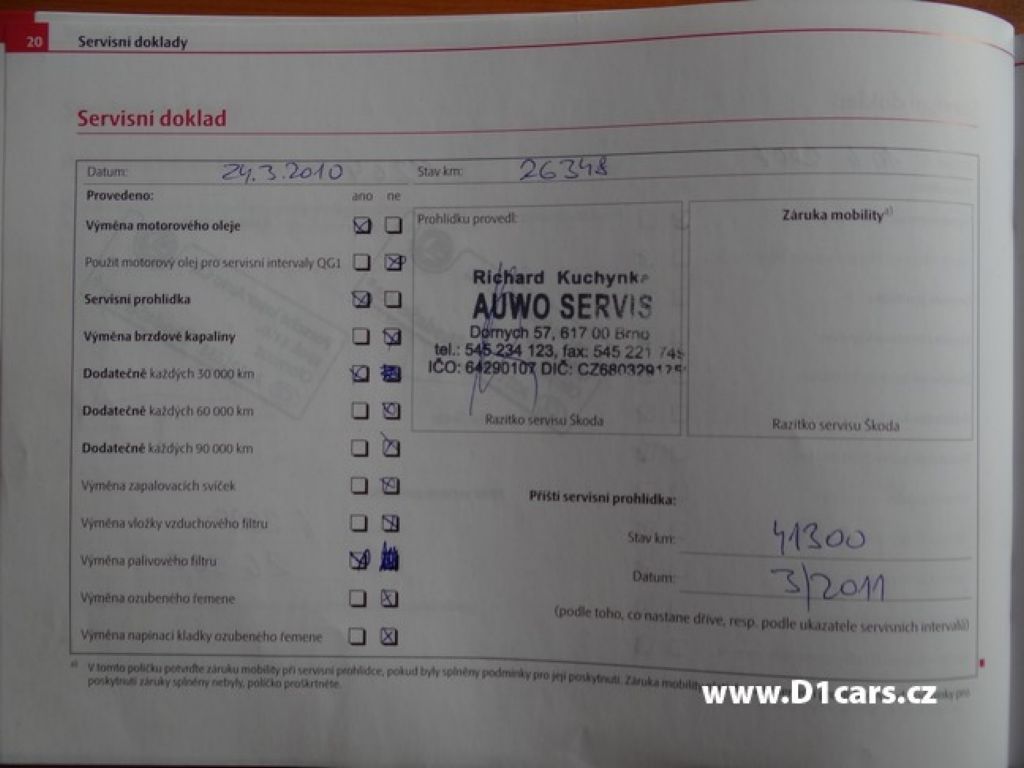 20 Servisní doklady
Servisní doklad
Datum: 24.3.2010 Stav km: 26348
Provedeno: ano ne
Výměna motorového oleje
Použit motorový olej pro servisní intervaly QG1
Servisní prohlídka
Výměna brzdové kapaliny
Dodatečně každých 30 000 km
Dodatečně každých 60 000 km
Dodatečně každých 90 000 km
Výměna zapalovacích svíček
Výměna vložky vzduchového filtru
Výměna palivového filtru
Výměna ozubeného řemene
Výměna napínací kladky ozubeného řemene
Prohlídku provedl:
Richard Kuchynka
AUWO SERVIS
Dornych 57, 617 00 Brno
tel.: 545 234 123, fax: 545 221 745
IČO: 64290107 DIČ: CZ680329125
Razítko servisu Škoda
Záruka mobility a)
Razítko servisu Škoda
Příští servisní prohlídka:
Stav km: 41300
Datum: 3/2011
(podle toho, co nastane dříve, resp. podle ukazatele servisních intervalů)
a) V tomto políčku potvrďte záruku mobility při servisní prohlídce, pokud byly splněny podmínky pro její poskytnutí. Záruka mobility
poskytnutí záruky splněny nebyly, políčko proškrtněte.
www.D1cars.cz